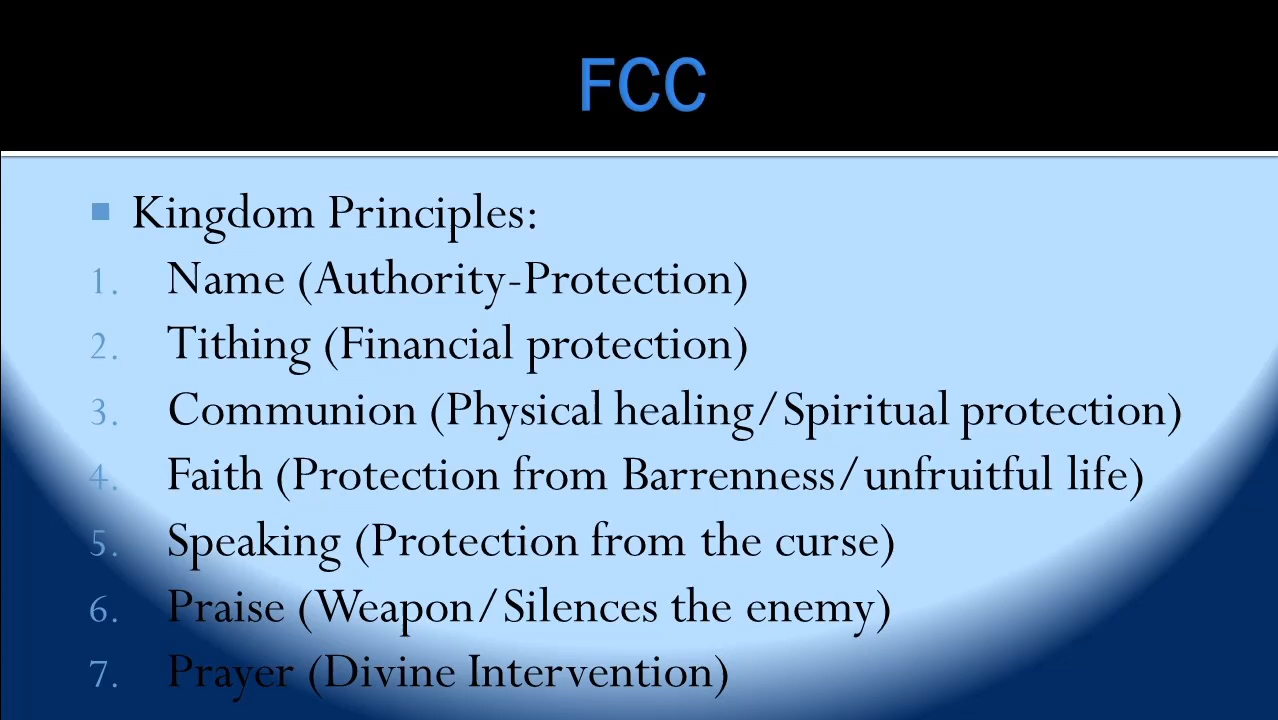 FCC
Kingdom Principles:
1. Name (Authority-Protection)
2. Tithing (Financial protection)
3. Communion (Physical healing/Spiritual protection)
4. Faith (Protection from Barrenness/unfruitful life)
5. Speaking (Protection from the curse)
6. Praise (Weapon/Silences the enemy)
7. Prayer (Divine Intervention)